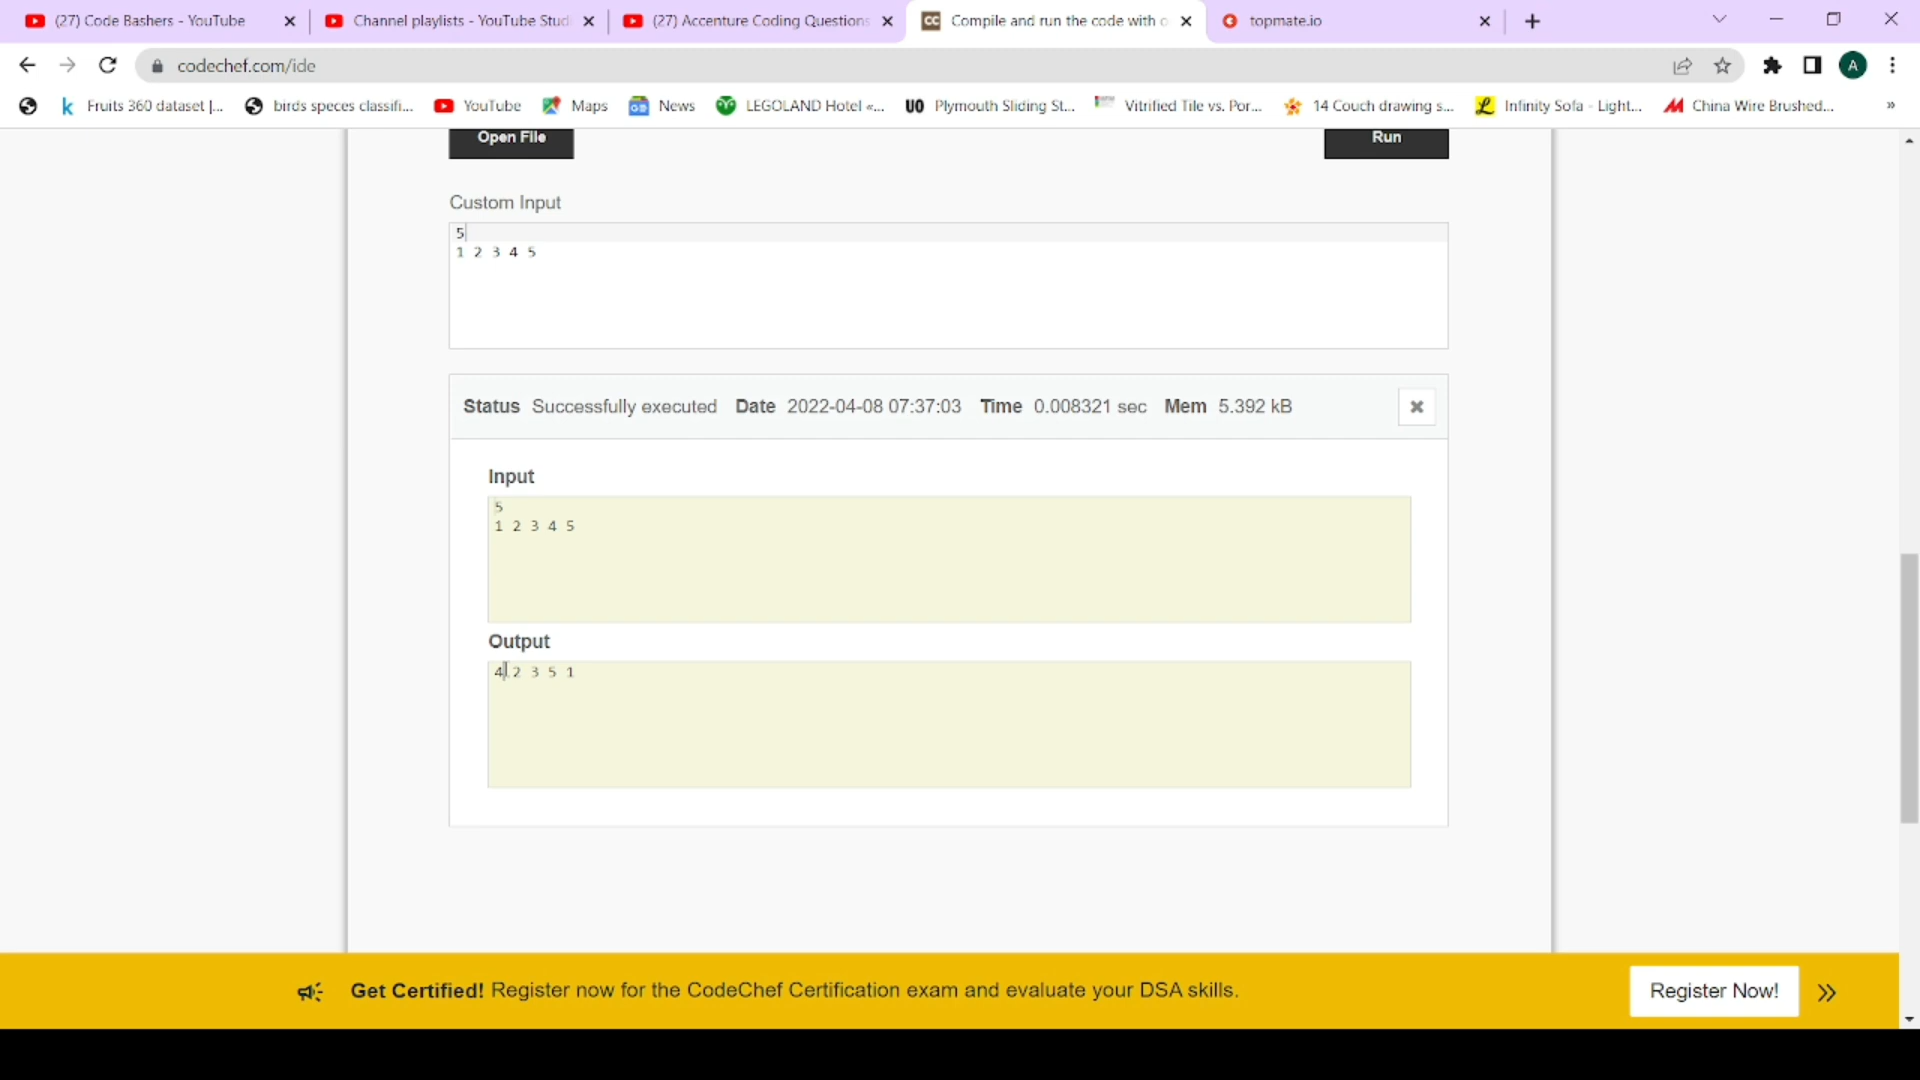 (27) Code Bashers - YouTube
Channel playlists - YouTube Stud
(27) Accenture Coding Questions
CC Compile and run the code with o
topmate.io
codechef.com/ide
A
k Fruits 360 dataset |...
birds speces classifi...
YouTube
Maps
News
LEGOLAND Hotel «...
UO Plymouth Sliding St...
Vitrified Tile vs. Por...
14 Couch drawing s...
Infinity Sofa - Light...
China Wire Brushed...
»
Open File
Run
Custom Input
5
1 2 3 4 5
Status Successfully executed Date 2022-04-08 07:37:03 Time 0.008321 sec Mem 5.392 kB
Input
5
1 2 3 4 5
Output
4 2 3 5 1
Get Certified! Register now for the CodeChef Certification exam and evaluate your DSA skills.
Register Now!